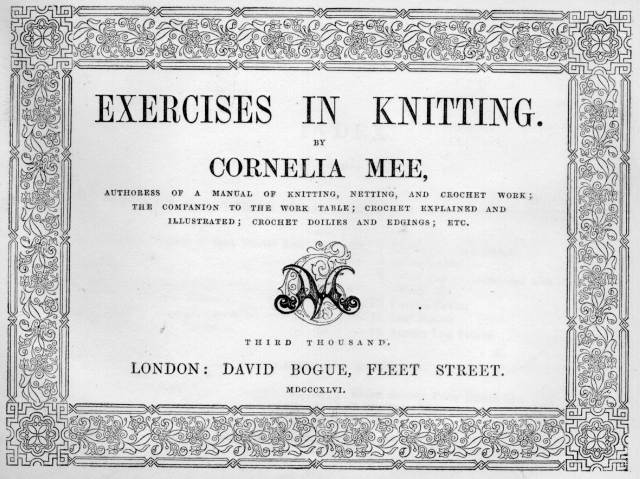 EXERCISES IN KNITTING.
BY
CORNELIA MEE,
AUTHORESS OF A MANUAL OF KNITTING, NETTING, AND CROCHET WORK;
THE COMPANION TO THE WORK TABLE; CROCHET EXPLAINED AND
ILLUSTRATED; CROCHET DOILIES AND EDGINGS; ETC.
CM
THIRD THOUSAND.
LONDON: DAVID BOGUE, FLEET STREET.
MDCCCXLVI.